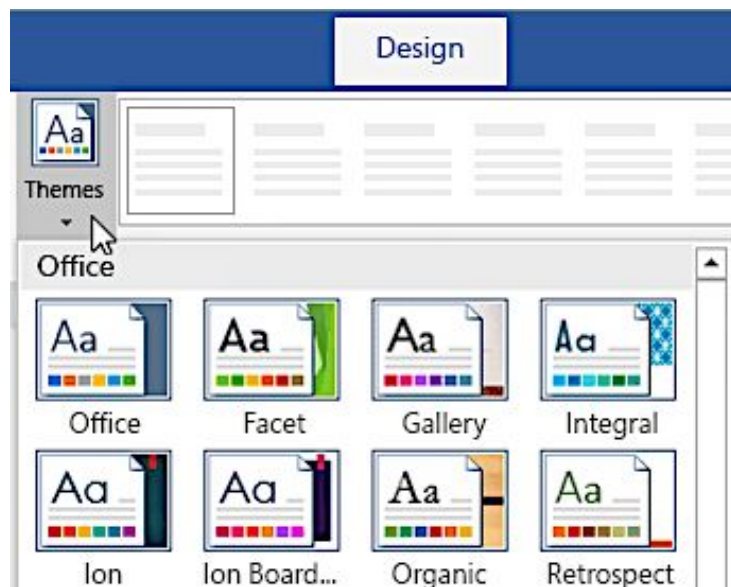 Design
Aa
Themes
Office
Aa Aa Aa Aa
Office Facet Gallery Integral
Aa Aa Aa Aa
Ion Ion Board... Organic Retrospect